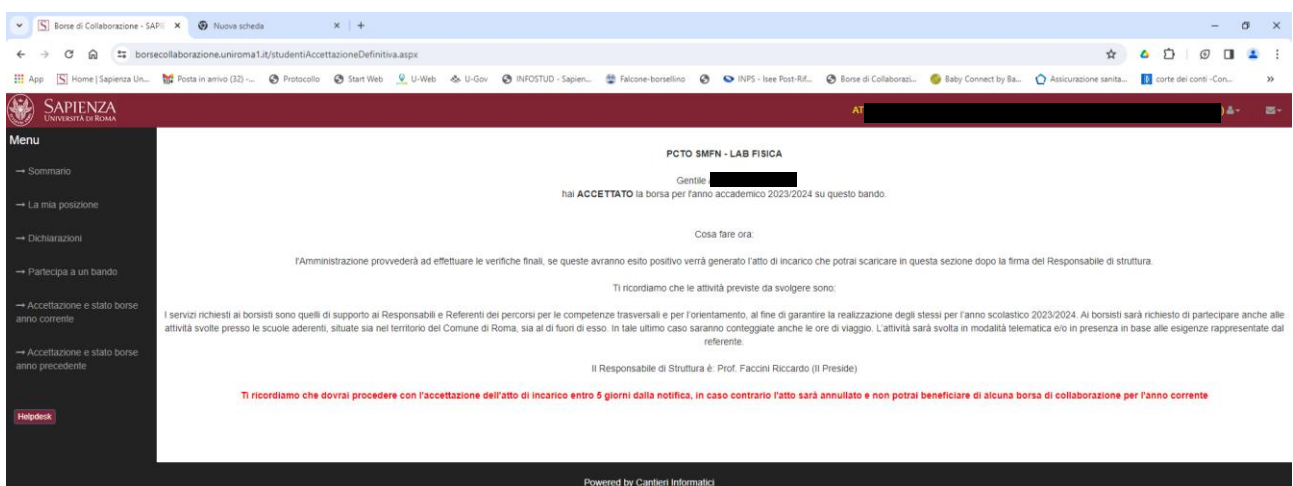 Borse di Collaborazione - SAPI
Nuova scheda
borsecollaborazione.uniroma1.it/studentiAccettazioneDefinitiva.aspx
App
Home | Sapienza Un...
Posta in arrivo (32) -...
Protocollo
Start Web
U-Web
U-Gov
INFOSTUD - Sapien...
Falcone-borsellino
INPS - Isee Post-Rif...
Borse di Collaborazi...
Baby Connect by Ba...
Assicurazione sanita...
corte dei conti -Con...
SAPIENZA
UNIVERSITÀ DI ROMA
AT
Menu
→ Sommario
→ La mia posizione
→ Dichiarazioni
→ Partecipa a un bando
→ Accettazione e stato borse
anno corrente
→ Accettazione e stato borse
anno precedente
Helpdesk
PCTO SMFN - LAB FISICA
Gentile
hai ACCETTATO la borsa per l'anno accademico 2023/2024 su questo bando.
Cosa fare ora:
l'Amministrazione provvederà ad effettuare le verifiche finali, se queste avranno esito positivo verrà generato l'atto di incarico che potrai scaricare in questa sezione dopo la firma del Responsabile di struttura.
Ti ricordiamo che le attività previste da svolgere sono:
I servizi richiesti ai borsisti sono quelli di supporto ai Responsabili e Referenti dei percorsi per le competenze trasversali e per l'orientamento, al fine di garantire la realizzazione degli stessi per l'anno scolastico 2023/2024. Ai borsisti sarà richiesto di partecipare anche alle
attività svolte presso le scuole aderenti, situate sia nel territorio del Comune di Roma, sia al di fuori di esso. In tale ultimo caso saranno conteggiate anche le ore di viaggio. L'attività sarà svolta in modalità telematica e/o in presenza in base alle esigenze rappresentate dal
referente.
Il Responsabile di Struttura è: Prof. Faccini Riccardo (Il Preside)
Ti ricordiamo che dovrai procedere con l'accettazione dell'atto di incarico entro 5 giorni dalla notifica, in caso contrario l'atto sarà annullato e non potrai beneficiare di alcuna borsa di collaborazione per l'anno corrente
Powered by Cantieri Informatici